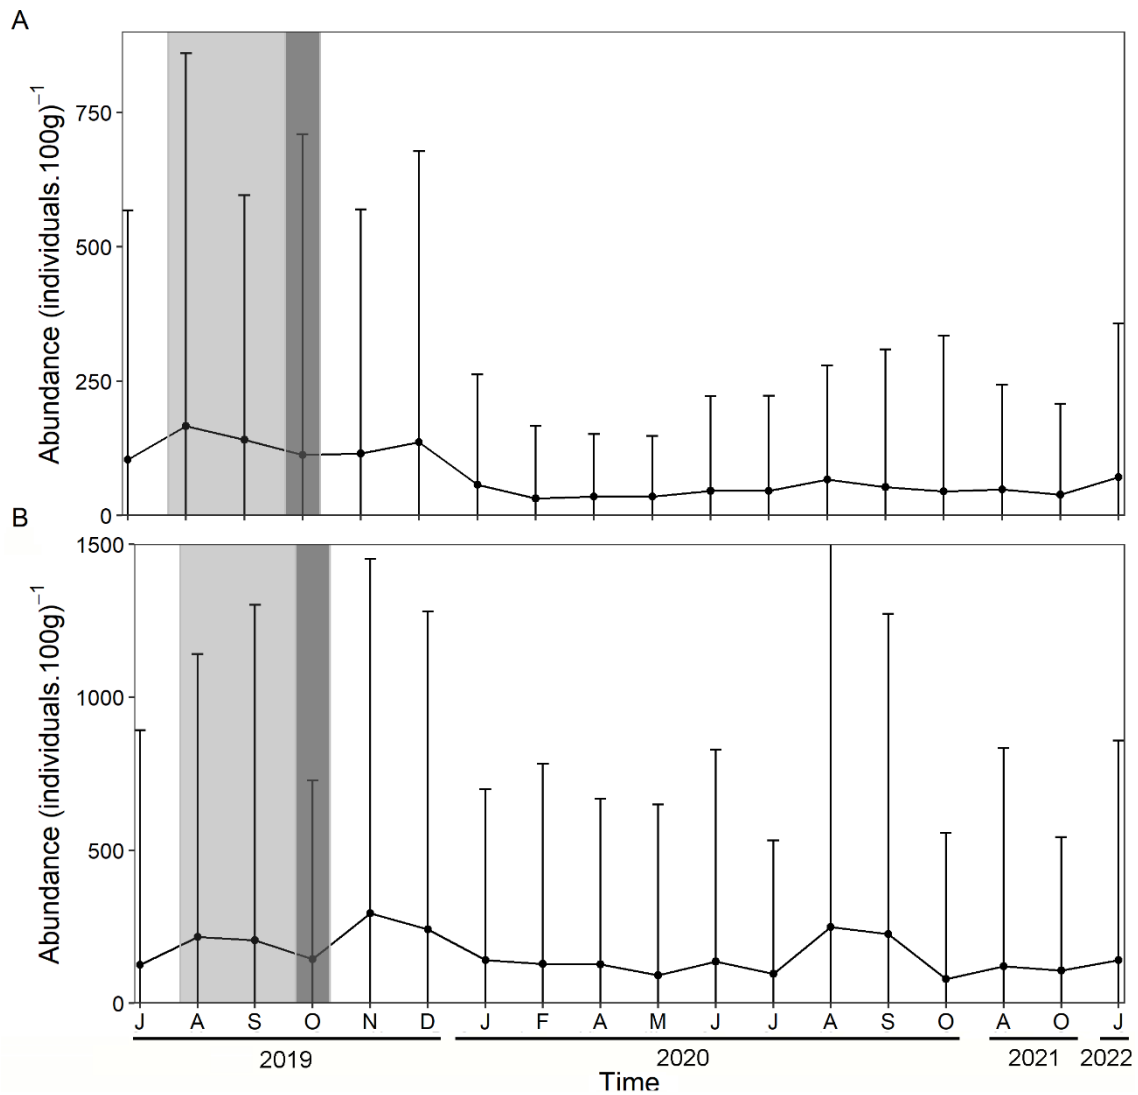 A
Abundance (individuals.100g)⁻¹
750
500
250
0
B
Abundance (individuals.100g)⁻¹
1500
1000
500
0
J A S O N D J F A M J J A S O A O J
2019 2020 2021 2022
Time